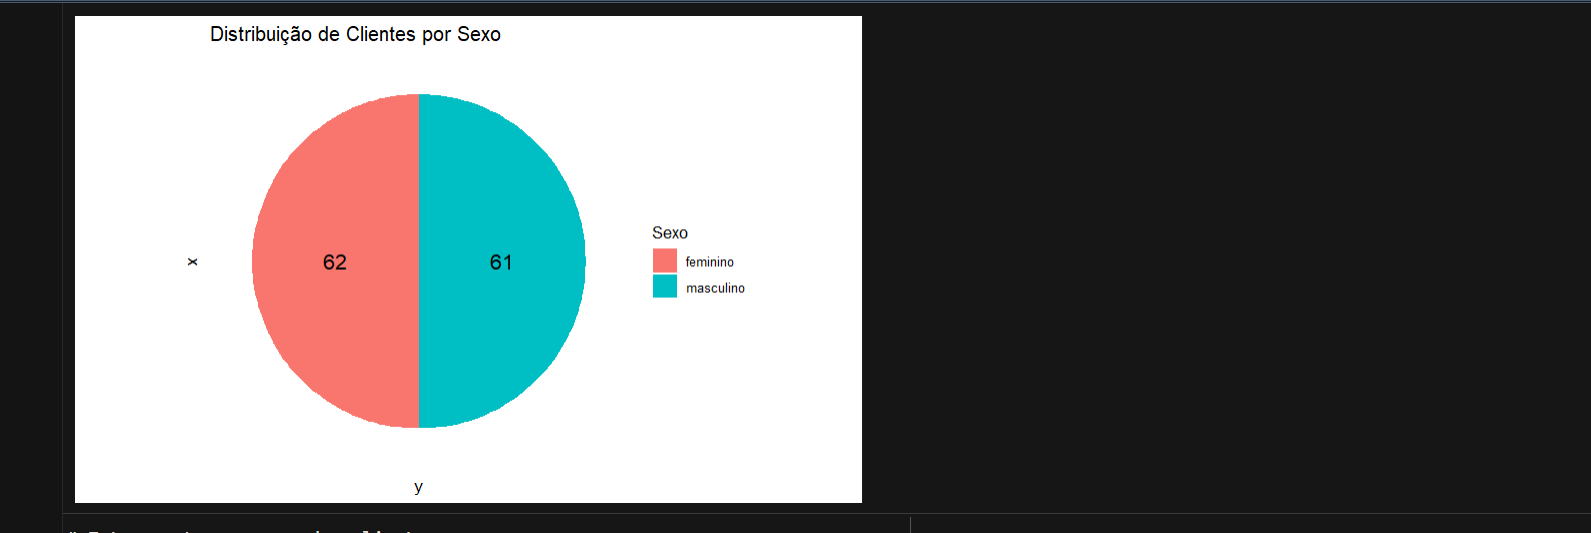 Distribuição de Clientes por Sexo
62
61
x
Sexo
feminino
masculino
y